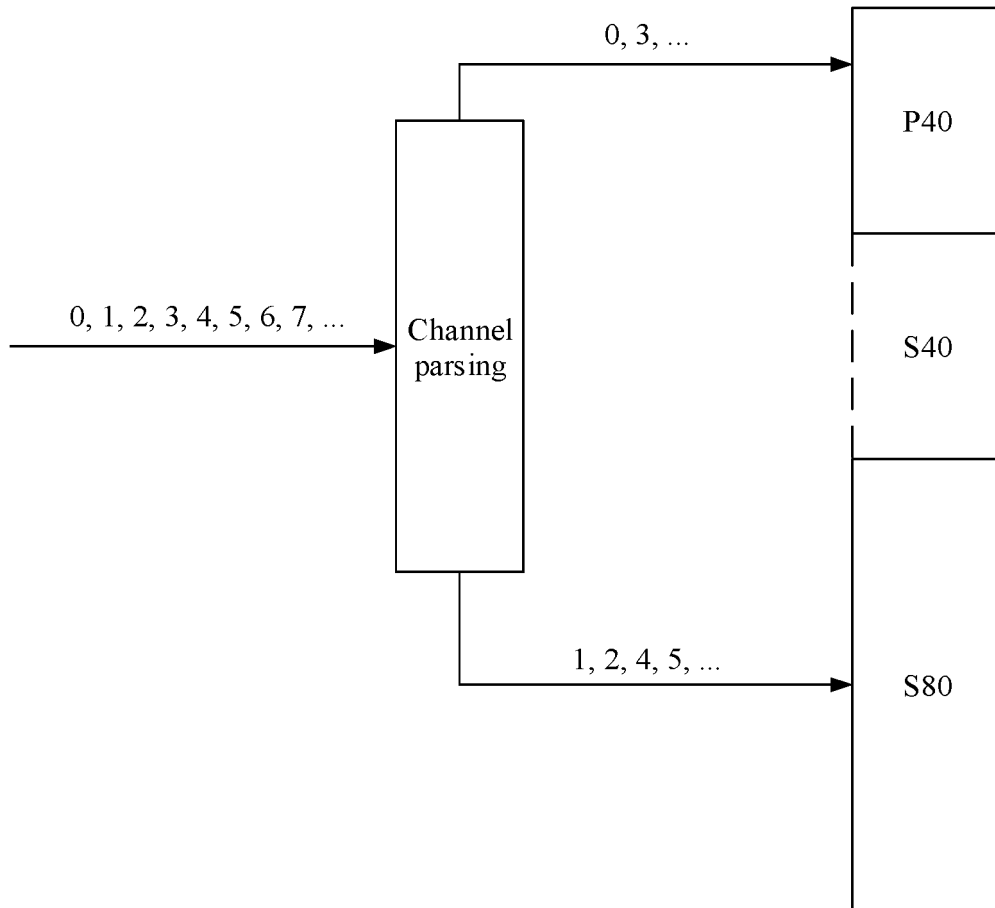 0, 3, ...
P40
0, 1, 2, 3, 4, 5, 6, 7, ...
Channel
parsing
S40
1, 2, 4, 5, ...
S80